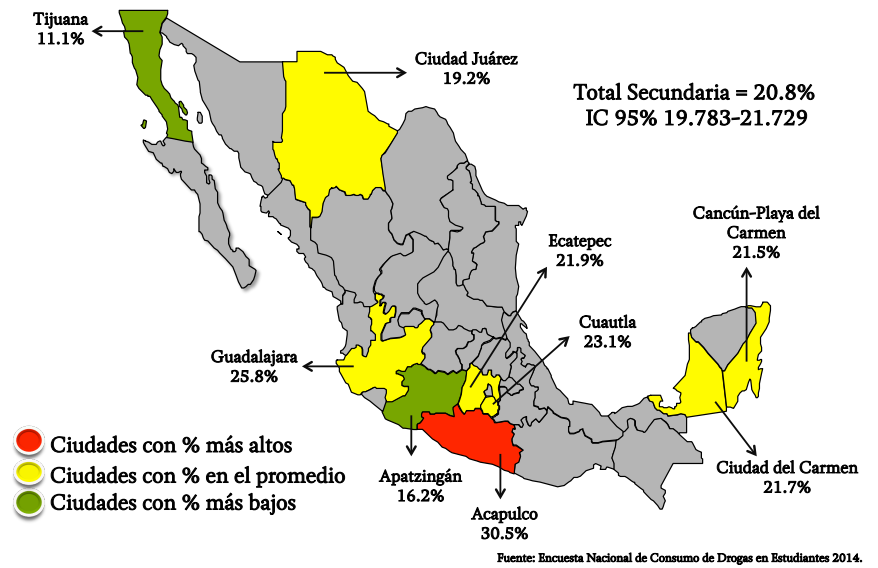 Tijuana
11.1%
Ciudad Juárez
19.2%
Total Secundaria = 20.8%
IC 95% 19.783-21.729
Cancún-Playa del
Carmen
21.5%
Ecatepec
21.9%
Cuautla
23.1%
Guadalajara
25.8%
Ciudades con % más altos
Ciudades con % en el promedio
Ciudades con % más bajos
Apatzingán
16.2%
Acapulco
30.5%
Ciudad del Carmen
21.7%
Fuente: Encuesta Nacional de Consumo de Drogas en Estudiantes 2014.